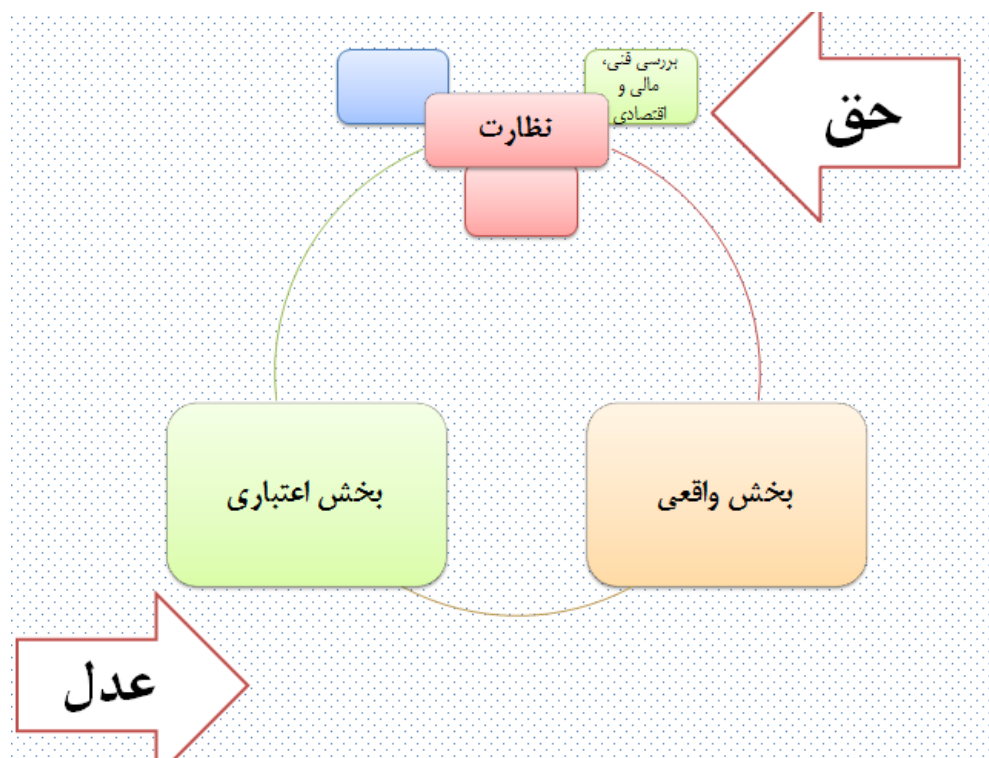 بررسی فنی،
مالی و
اقتصادی
حق
نظارت
بخش واقعی
بخش اعتباری
عدل